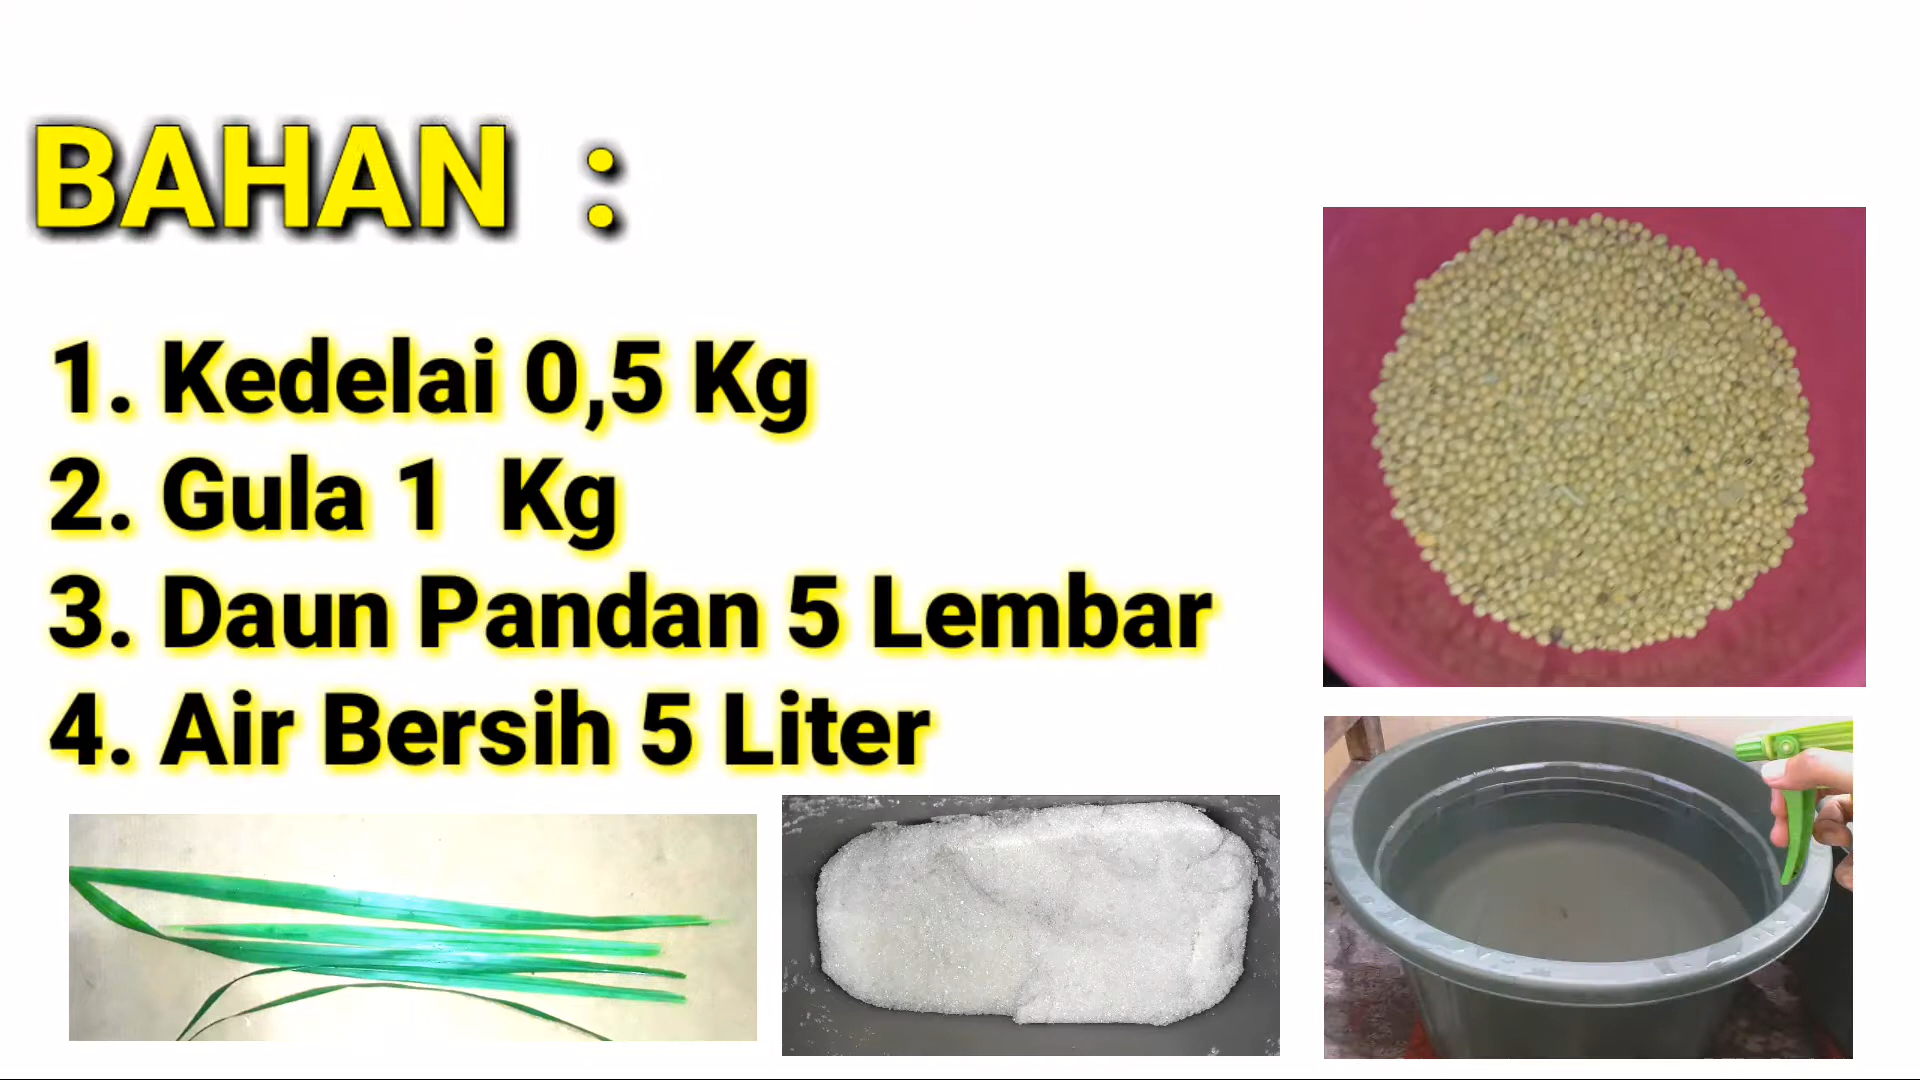 BAHAN :
1. Kedelai 0,5 Kg
2. Gula 1 Kg
3. Daun Pandan 5 Lembar
4. Air Bersih 5 Liter